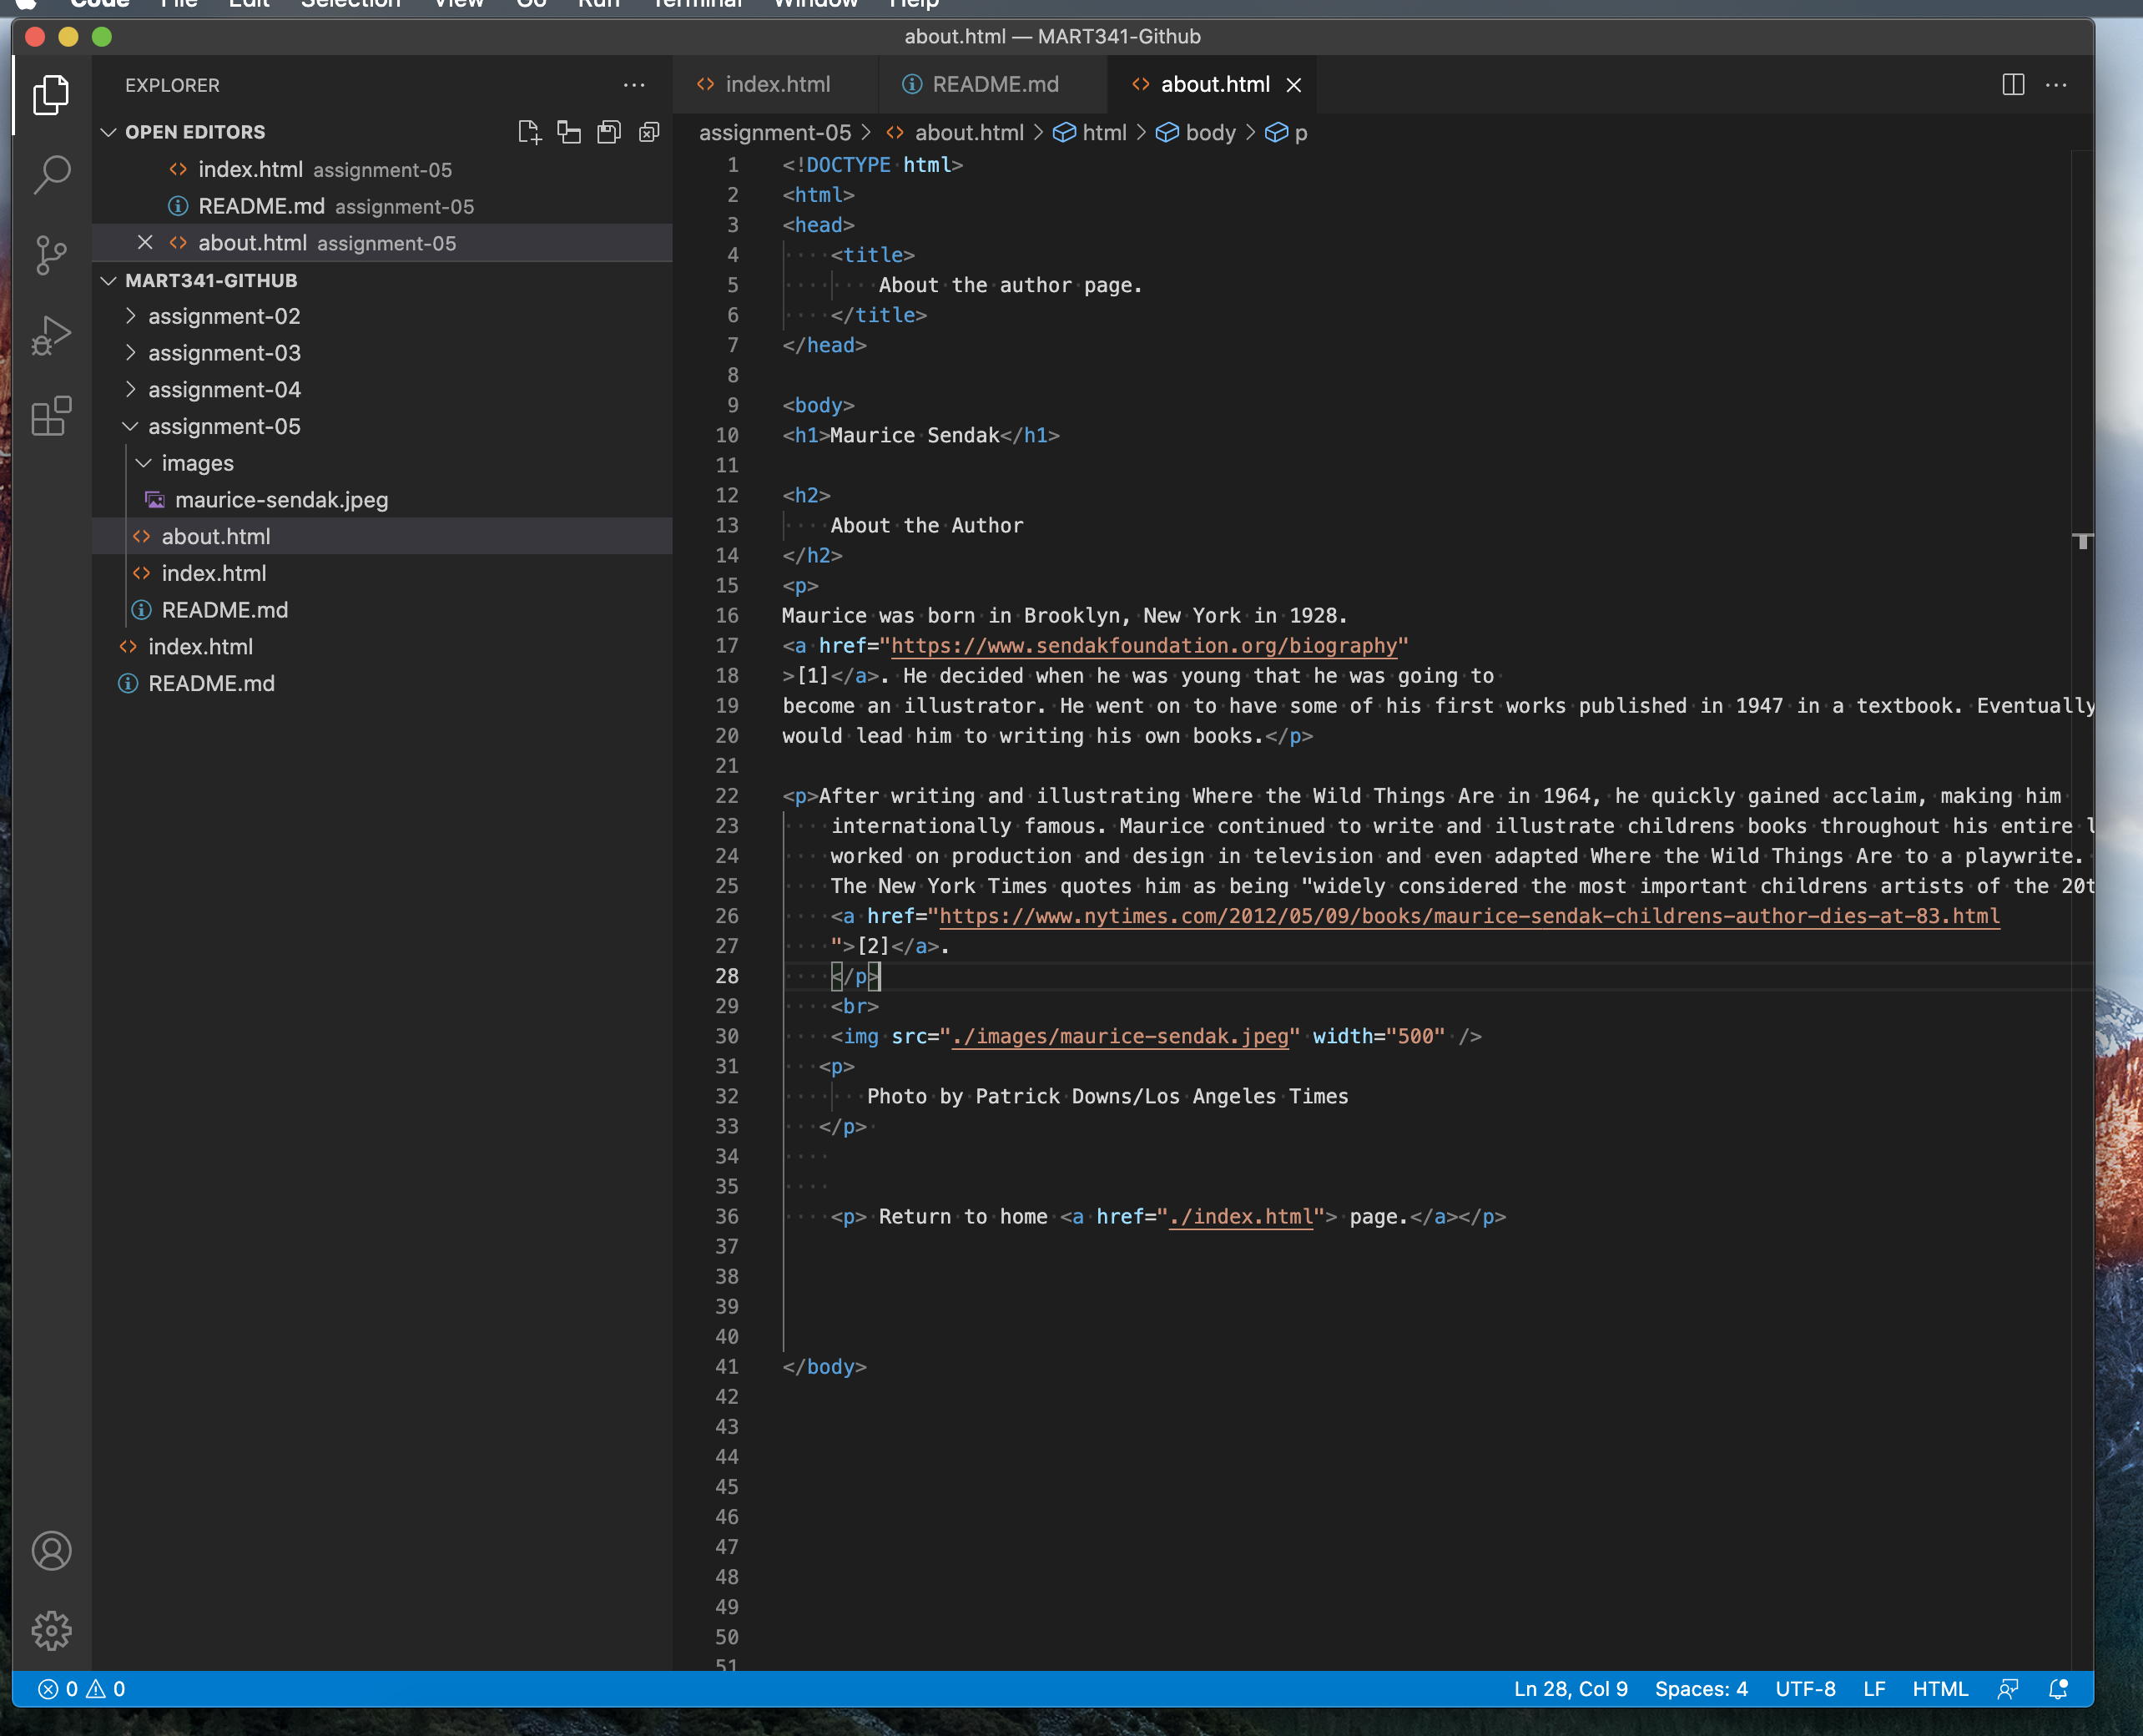 Code File Edit Selection View Go Run Terminal Window Help
about.html — MART341-Github
EXPLORER
OPEN EDITORS
index.html assignment-05
README.md assignment-05
about.html assignment-05
MART341-GITHUB
assignment-02
assignment-03
assignment-04
assignment-05
images
maurice-sendak.jpeg
about.html
index.html
README.md
index.html
README.md
index.html README.md about.html
assignment-05 > about.html > html > body > p
1 <!DOCTYPE html>
2 <html>
3 <head>
4 <title>
5 About the author page.
6 </title>
7 </head>
8
9 <body>
10 <h1>Maurice Sendak</h1>
11
12 <h2>
13 About the Author
14 </h2>
15 <p>
16 Maurice was born in Brooklyn, New York in 1928.
17 <a href="https://www.sendakfoundation.org/biography"
18 >[1]</a>. He decided when he was young that he was going to
19 become an illustrator. He went on to have some of his first works published in 1947 in a textbook. Eventually
20 would lead him to writing his own books.</p>
21
22 <p>After writing and illustrating Where the Wild Things Are in 1964, he quickly gained acclaim, making him
23 internationally famous. Maurice continued to write and illustrate childrens books throughout his entire l
24 worked on production and design in television and even adapted Where the Wild Things Are to a playwrite.
25 The New York Times quotes him as being "widely considered the most important childrens artists of the 20t
26 <a href="https://www.nytimes.com/2012/05/09/books/maurice-sendak-childrens-author-dies-at-83.html
27 ">[2]</a>.
28 </p>
29 <br>
30 <img src="./images/maurice-sendak.jpeg" width="500" />
31 <p>
32 Photo by Patrick Downs/Los Angeles Times
33 </p>
34
35
36 <p> Return to home <a href="./index.html"> page.</a></p>
37
38
39
40
41 </body>
42
43
44
45
46
47
48
49
50
51
0 0
Ln 28, Col 9 Spaces: 4 UTF-8 LF HTML